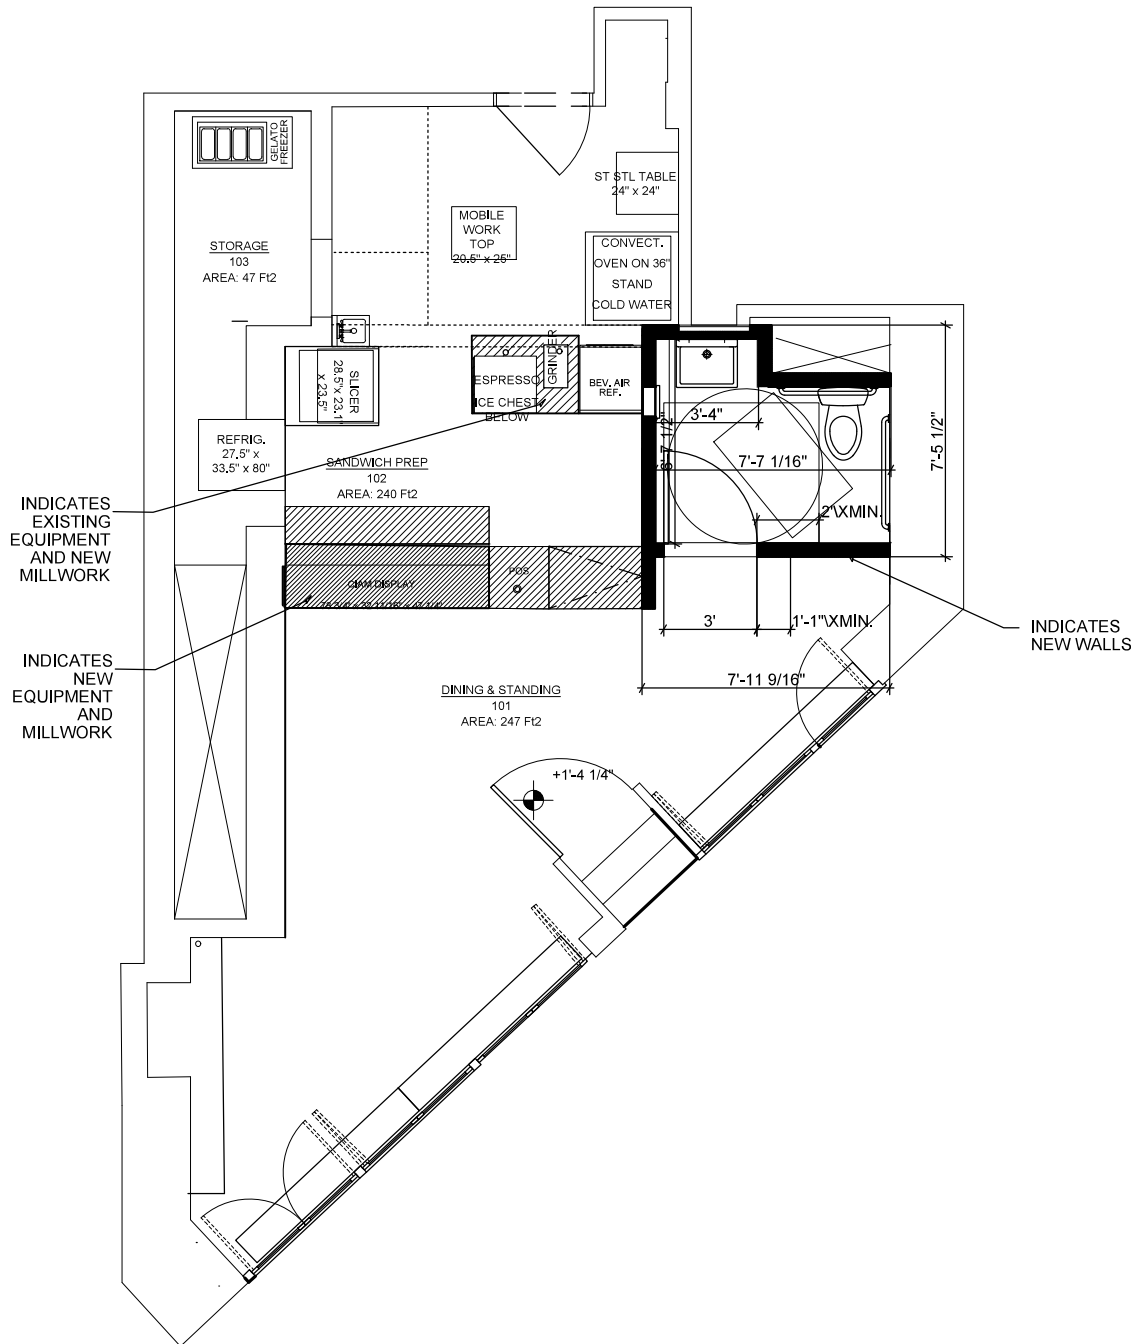 GELATO
FREEZER
ST STL TABLE
24" x 24"
MOBILE
WORK
TOP
20.5" x 25"
CONVECT.
OVEN ON 36"
STAND
COLD WATER
STORAGE
103
AREA: 47 Ft2
SLICER
28.5"x 23.1"
x 23.5"
GRINDER
ESPRESSO
ICE CHEST
BELOW
BEV. AIR
REF.
3'-4"
7'-7 1/16"
7'-5 1/2"
2'\XMIN.
REFRIG.
27.5" x
33.5" x 80"
SANDWICH PREP
102
AREA: 240 Ft2
INDICATES
EXISTING
EQUIPMENT
AND NEW
MILLWORK
POS
CIAM DISPLAY
3'
1'-1"\XMIN.
INDICATES
NEW WALLS
INDICATES
NEW
EQUIPMENT
AND
MILLWORK
7'-11 9/16"
DINING & STANDING
101
AREA: 247 Ft2
+1'-4 1/4"